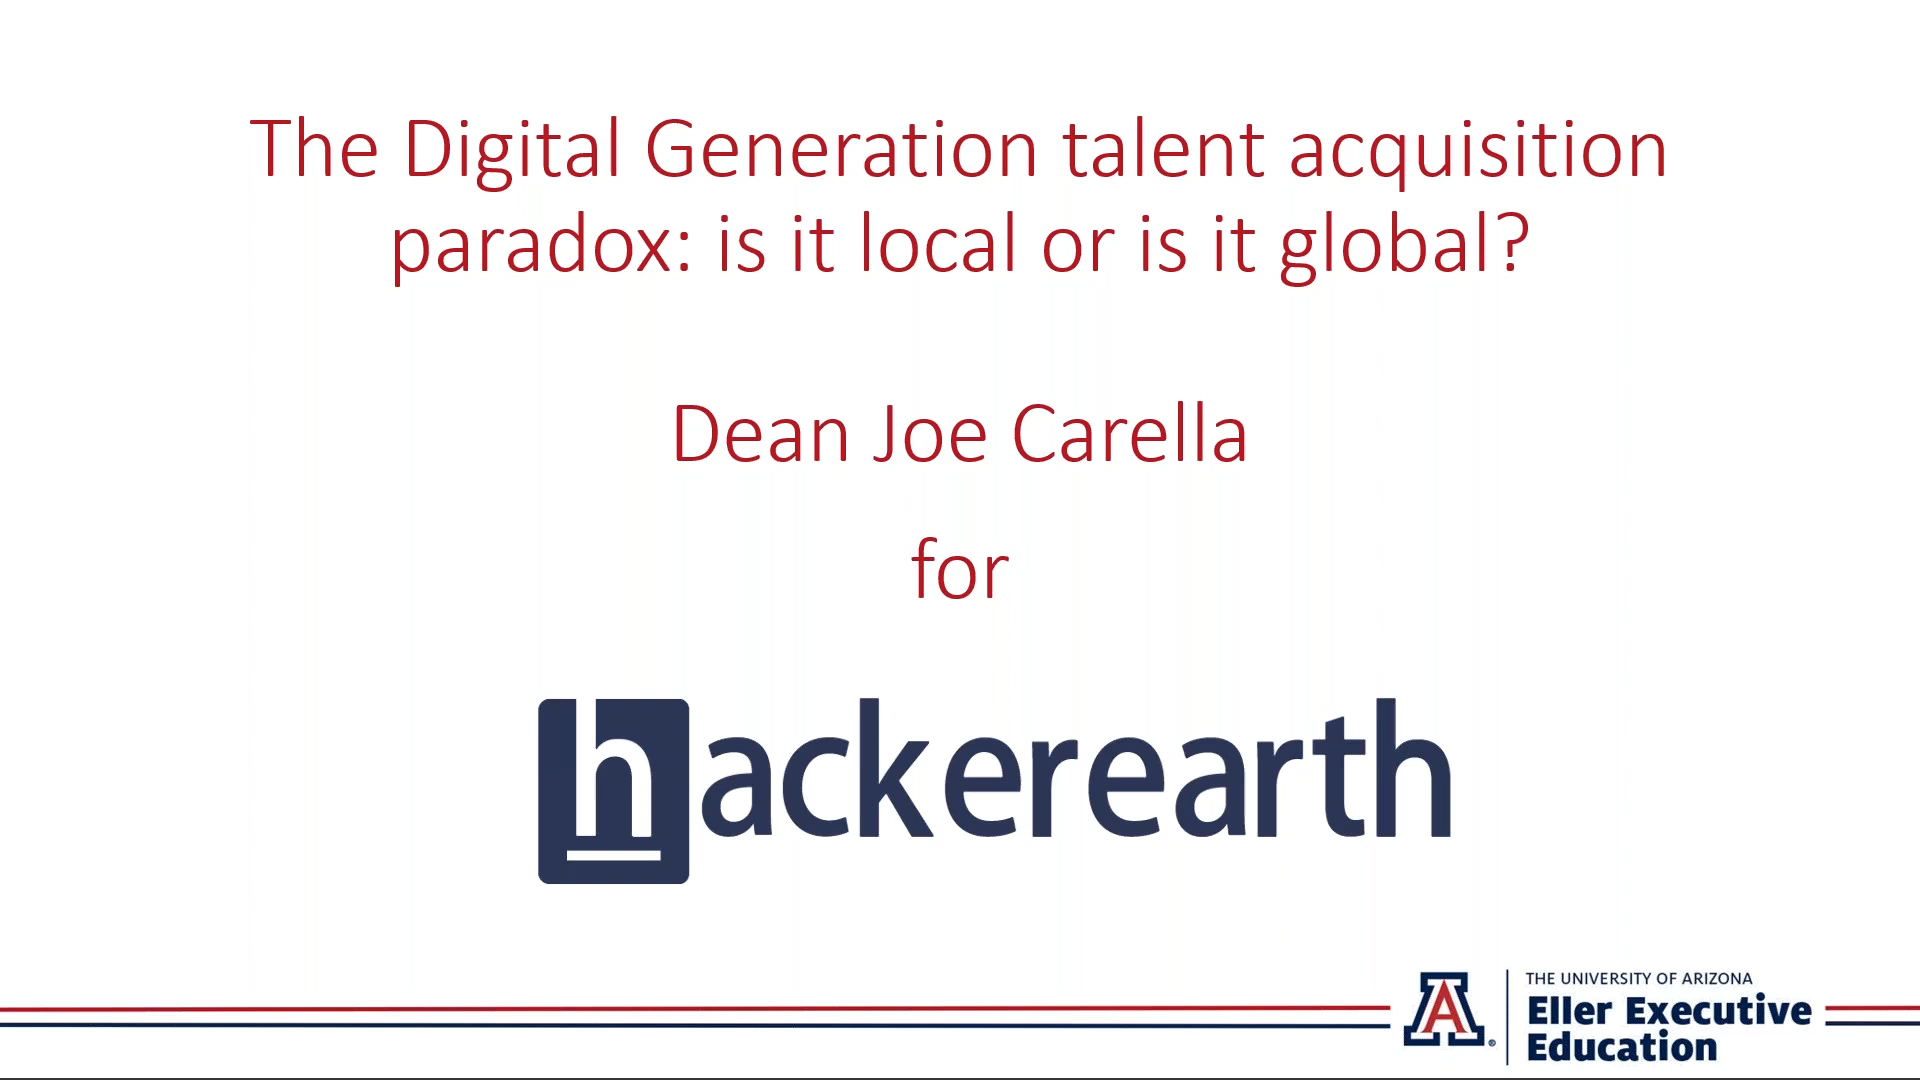 The Digital Generation talent acquisition
paradox: is it local or is it global?
Dean Joe Carella
for
hackerearth
A
THE UNIVERSITY OF ARIZONA
Eller Executive
Education